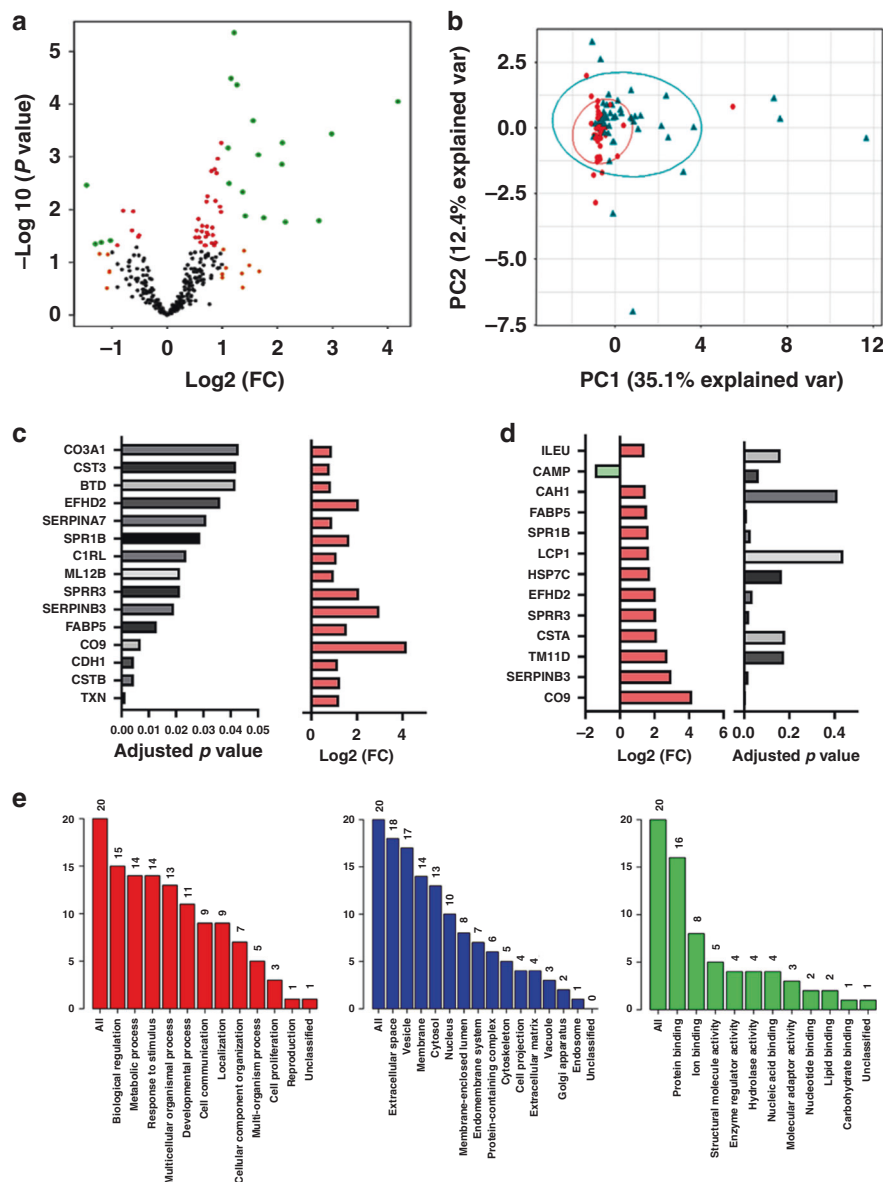 a
5
4
3
2
1
0
−Log 10 (P value)
−1 0 1 2 3 4
Log2 (FC)
b
2.5
0.0
−2.5
−5.0
−7.5
PC2 (12.4% explained var)
0 4 8 12
PC1 (35.1% explained var)
c
CO3A1
CST3
BTD
EFHD2
SERPINA7
SPR1B
C1RL
ML12B
SPRR3
SERPINB3
FABP5
CO9
CDH1
CSTB
TXN
0.00 0.01 0.02 0.03 0.04 0.05
Adjusted p value
0 2 4
Log2 (FC)
d
ILEU
CAMP
CAH1
FABP5
SPR1B
LCP1
HSP7C
EFHD2
SPRR3
CSTA
TM11D
SERPINB3
CO9
−2 0 2 4 6
Log2 (FC)
0.0 0.2 0.4
Adjusted p value
e
20
15
10
5
0
20 15 14 14 13 11 9 9 7 5 3 1 1
All
Biological regulation
Metabolic process
Response to stimulus
Multicellular organismal process
Developmental process
Cell communication
Localization
Cellular component organization
Multi-organism process
Cell proliferation
Reproduction
Unclassified
20
15
10
5
0
20 18 17 14 13 10 8 7 6 5 4 4 3 2 1 0
All
Extracellular space
Vesicle
Membrane
Cytosol
Nucleus
Membrane-enclosed lumen
Endomembrane system
Protein-containing complex
Cytoskeleton
Cell projection
Extracellular matrix
Vacuole
Golgi apparatus
Endosome
Unclassified
20
15
10
5
0
20 16 8 5 4 4 4 3 2 2 1 1
All
Protein binding
Ion binding
Structural molecule activity
Enzyme regulator activity
Hydrolase activity
Nucleic acid binding
Molecular adaptor activity
Nucleotide binding
Lipid binding
Carbohydrate binding
Unclassified